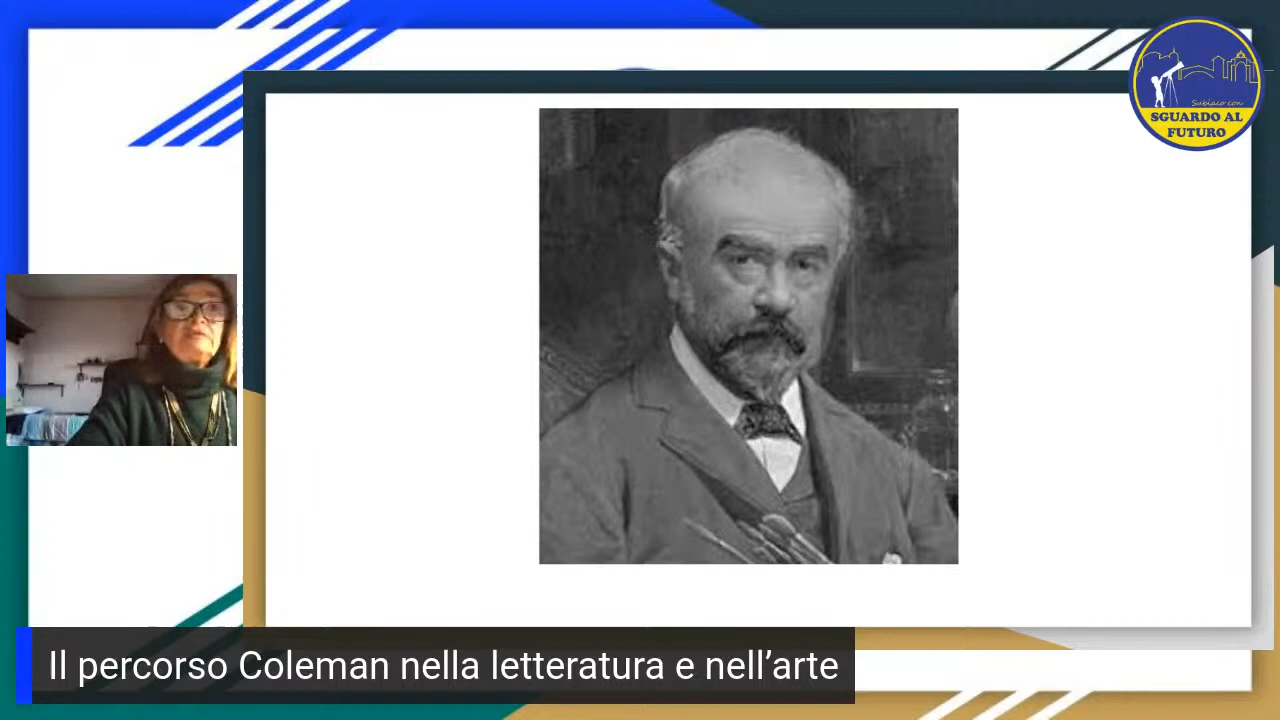 Subiaco con
SGUARDO AL
FUTURO
Il percorso Coleman nella letteratura e nell’arte